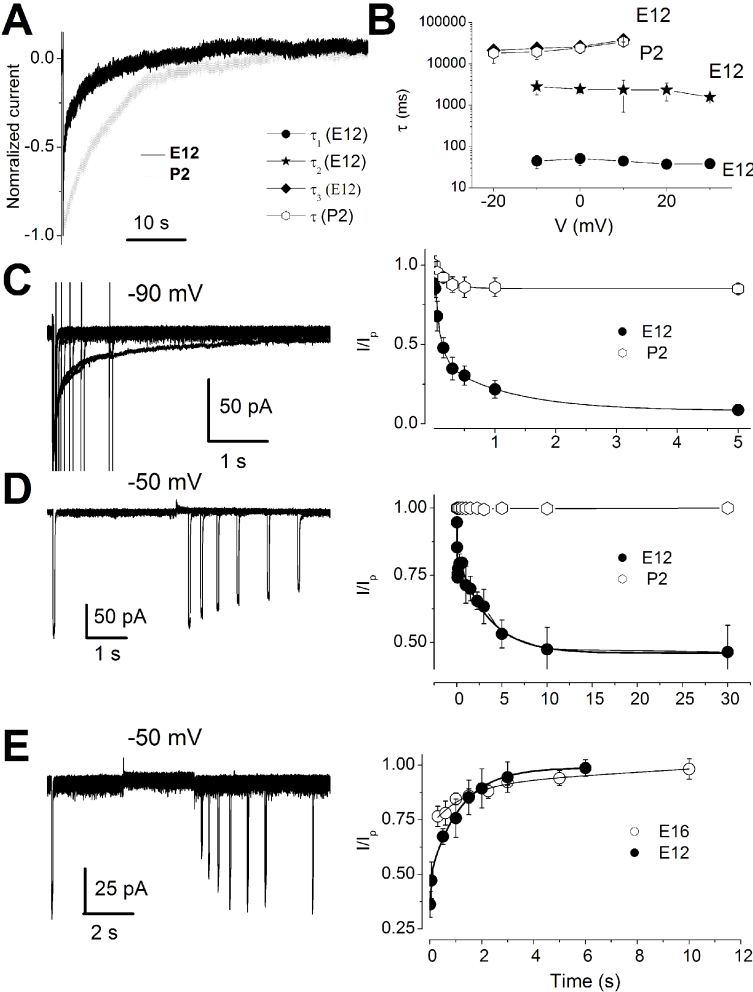 A
Nomralized current
0.0
-0.5
-1.0
E12
P2
10 s
τ1 (E12)
τ2 (E12)
τ3 (E12)
τ (P2)
B
τ (ms)
100000
10000
1000
100
10
E12
P2
E12
E12
-20 0 20
V (mV)
C
-90 mV
50 pA
1 s
I/Ip
1.0
0.5
0.0
E12
P2
0 1 2 3 4 5
D
-50 mV
50 pA
1 s
I/Ip
1.00
0.75
0.50
E12
P2
0 5 10 15 20 25 30
E
-50 mV
25 pA
2 s
I/Ip
1.00
0.75
0.50
0.25
E16
E12
0 2 4 6 8 10 12
Time (s)